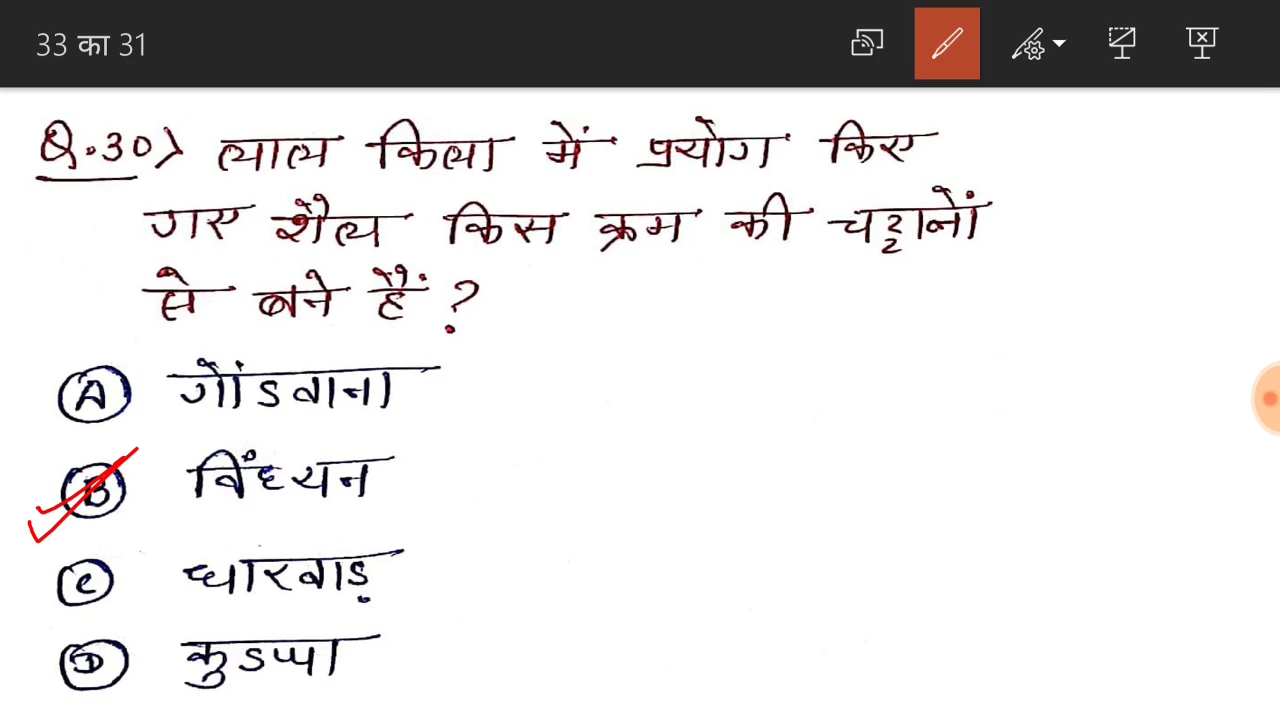 33 का 31
Q.30> लाल किला में प्रयोग किए
गए शैल किस क्रम की चट्टानों
से बने हैं ?
A गोंडवाना
B विंध्यन
C धारवाड़
D कुडप्पा